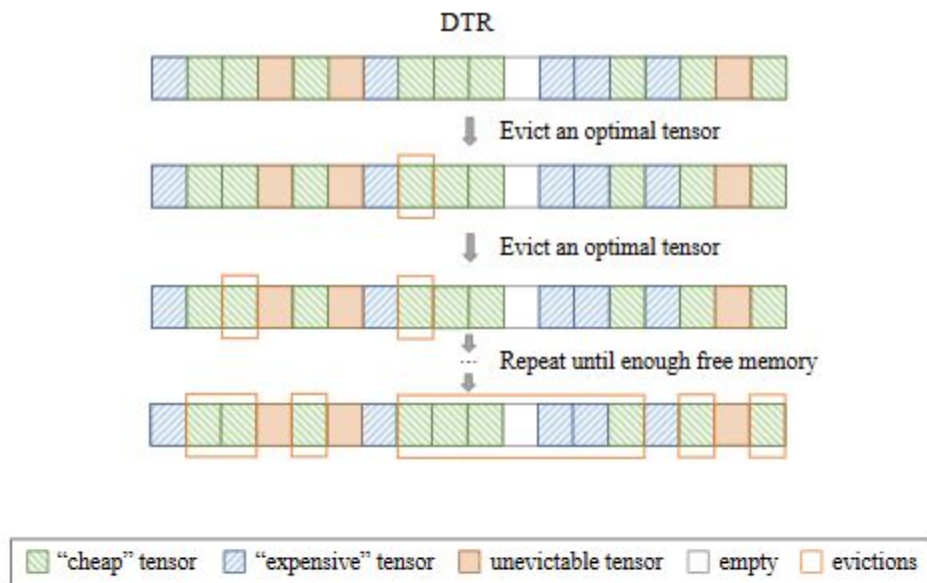 DTR
Evict an optimal tensor
Evict an optimal tensor
... Repeat until enough free memory
“cheap” tensor “expensive” tensor unevictable tensor empty evictions